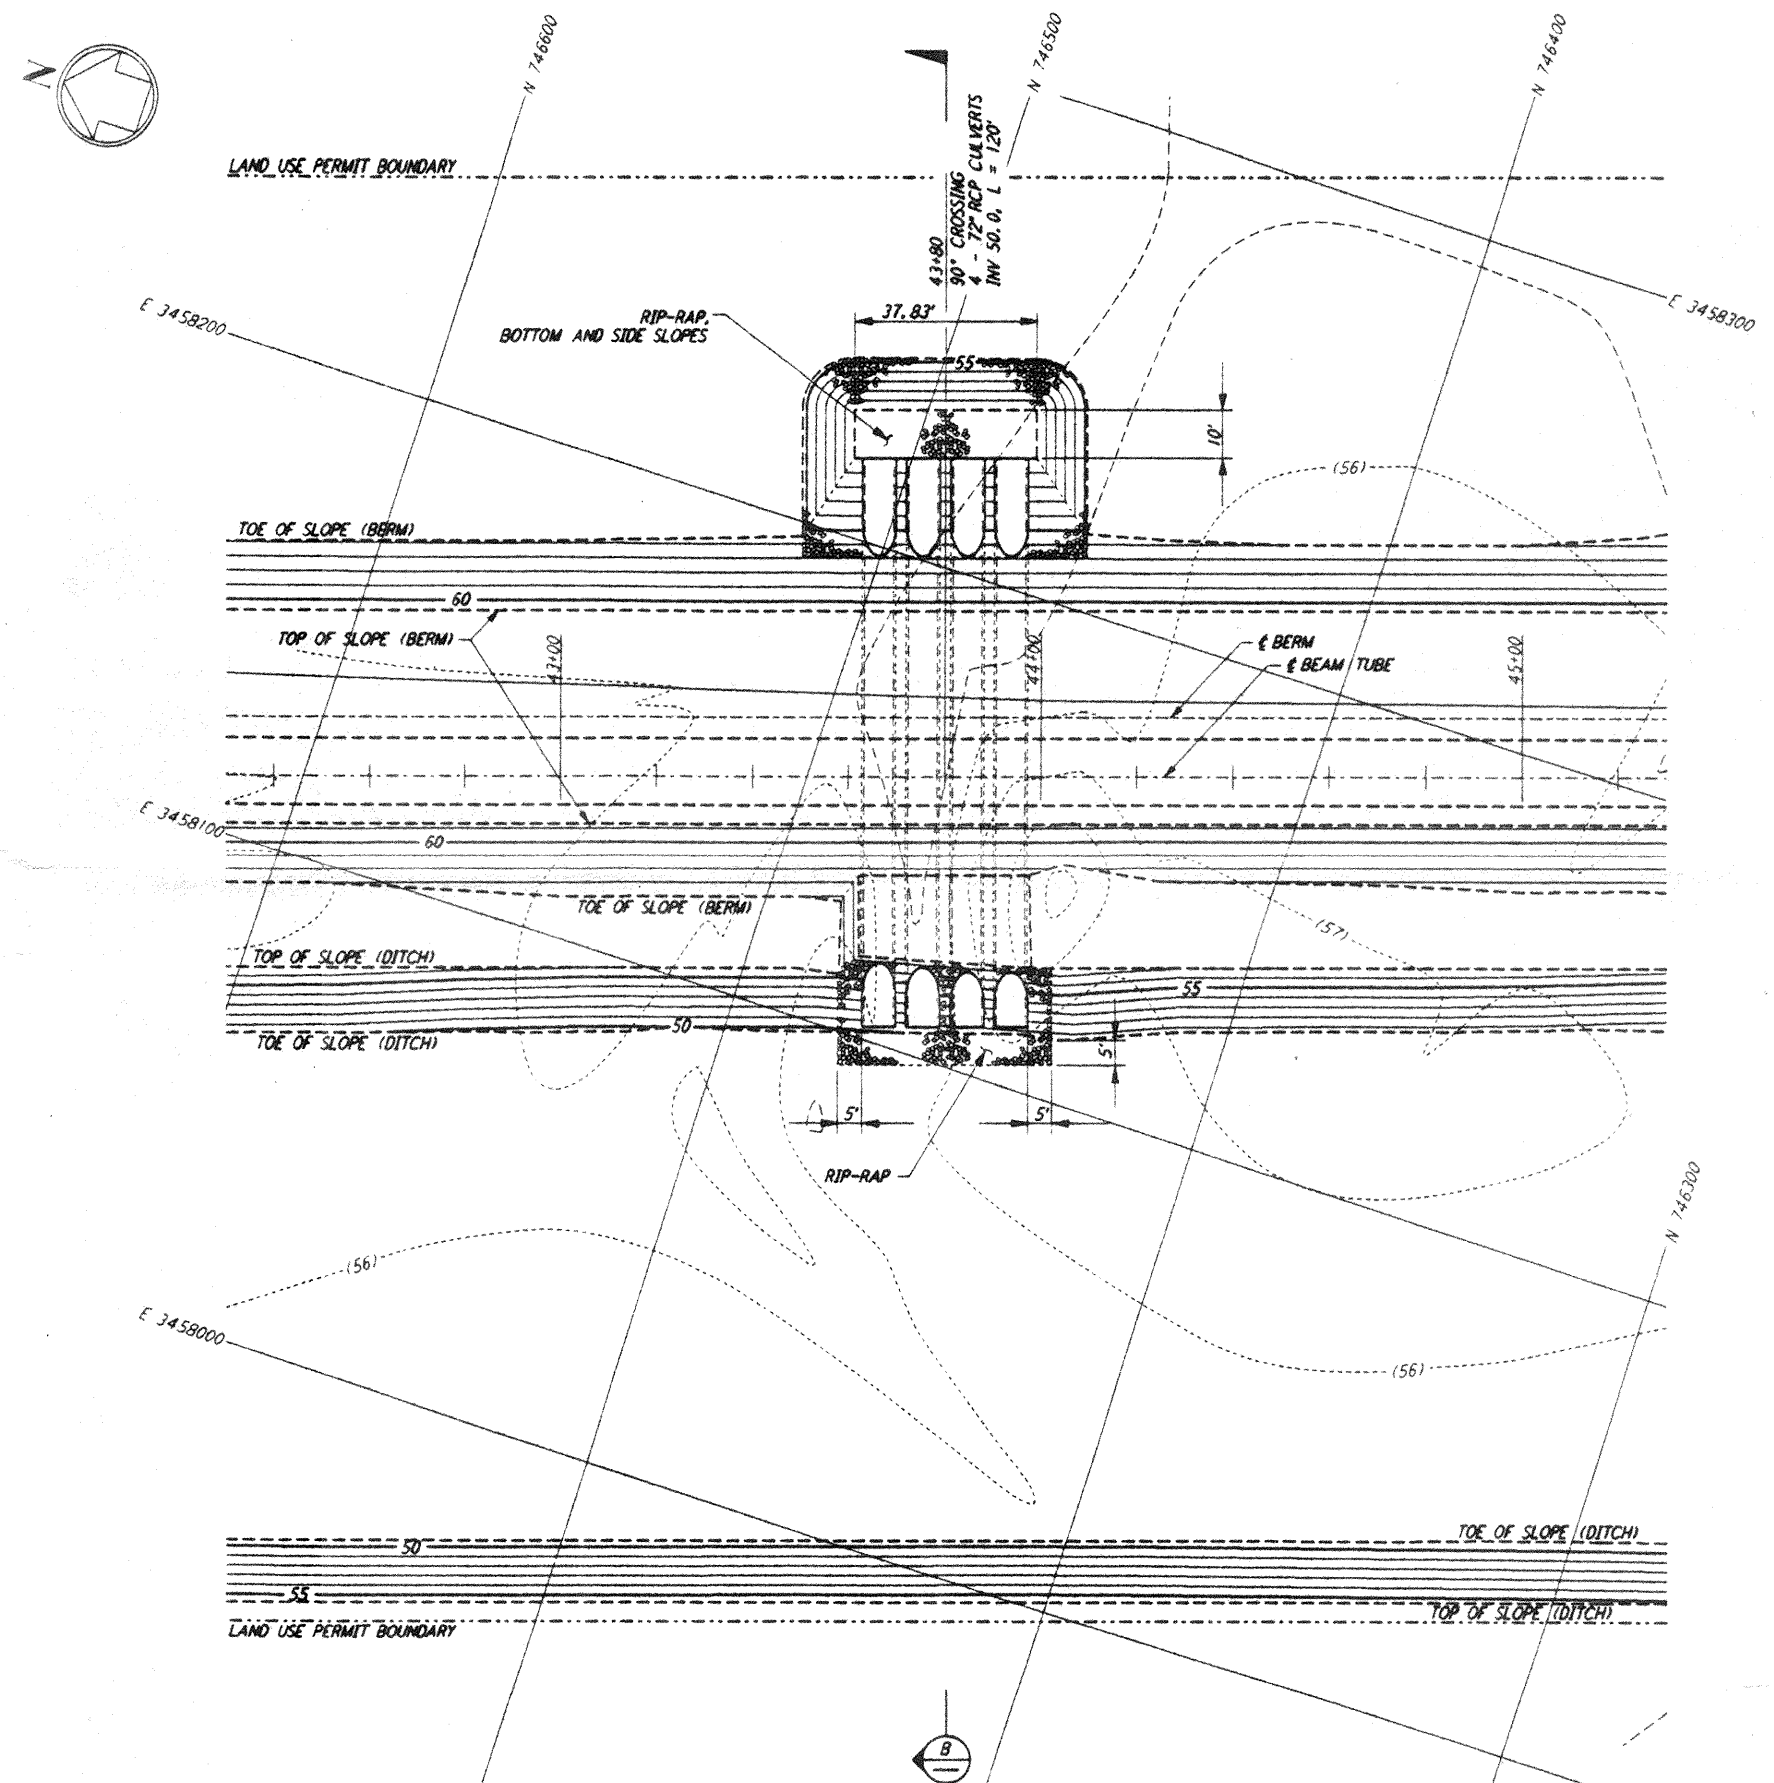 N
N 746600
N 746500
N 746400
LAND USE PERMIT BOUNDARY
43+80
90° CROSSING
4 - 72" RCP CULVERTS
INV 50.0, L = 120'
E 3458200
E 3458300
RIP-RAP,
BOTTOM AND SIDE SLOPES
37.83'
55
10'
(56)
TOE OF SLOPE (BERM)
60
TOP OF SLOPE (BERM)
43+00
44+00
45+00
℄ BERM
℄ BEAM TUBE
E 3458100
60
TOE OF SLOPE (BERM)
(57)
TOP OF SLOPE (DITCH)
55
50
TOE OF SLOPE (DITCH)
5'
5'
5'
RIP-RAP
N 746300
(56)
E 3458000
(56)
TOE OF SLOPE (DITCH)
50
55
TOP OF SLOPE (DITCH)
LAND USE PERMIT BOUNDARY
B